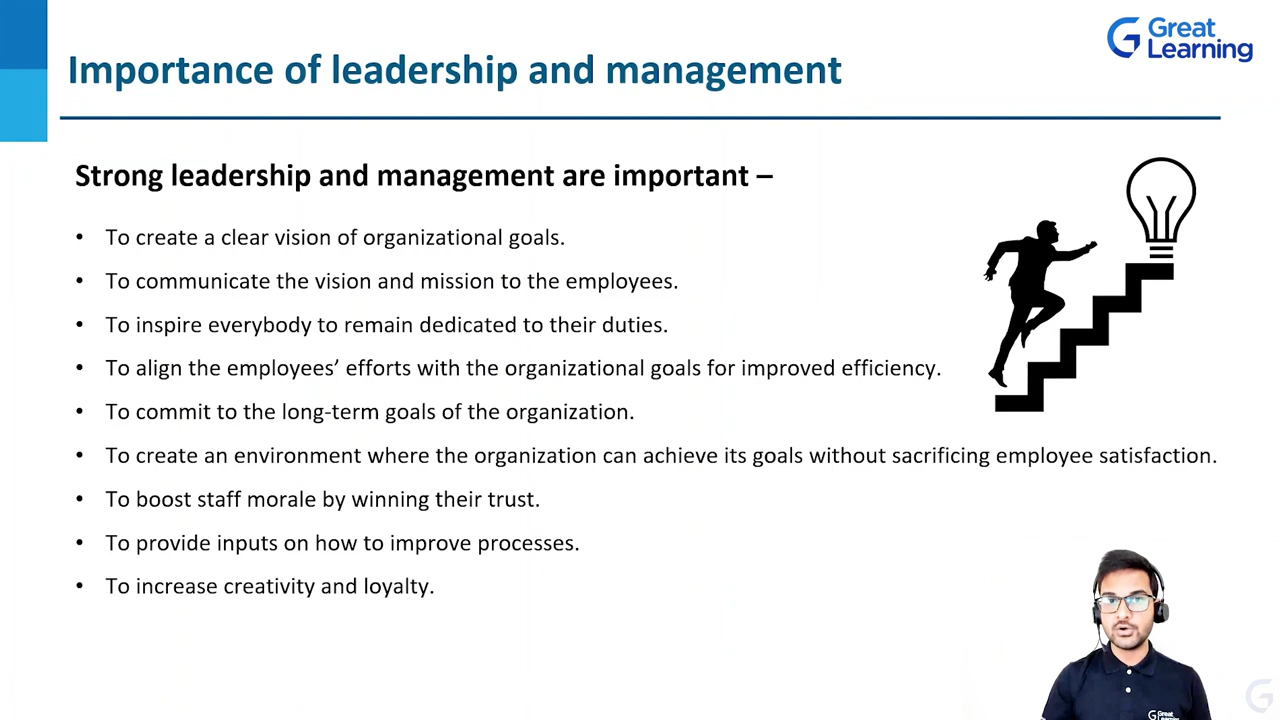 Great
Learning
Importance of leadership and management
Strong leadership and management are important –
• To create a clear vision of organizational goals.
• To communicate the vision and mission to the employees.
• To inspire everybody to remain dedicated to their duties.
• To align the employees’ efforts with the organizational goals for improved efficiency.
• To commit to the long-term goals of the organization.
• To create an environment where the organization can achieve its goals without sacrificing employee satisfaction.
• To boost staff morale by winning their trust.
• To provide inputs on how to improve processes.
• To increase creativity and loyalty.
Great
Learning